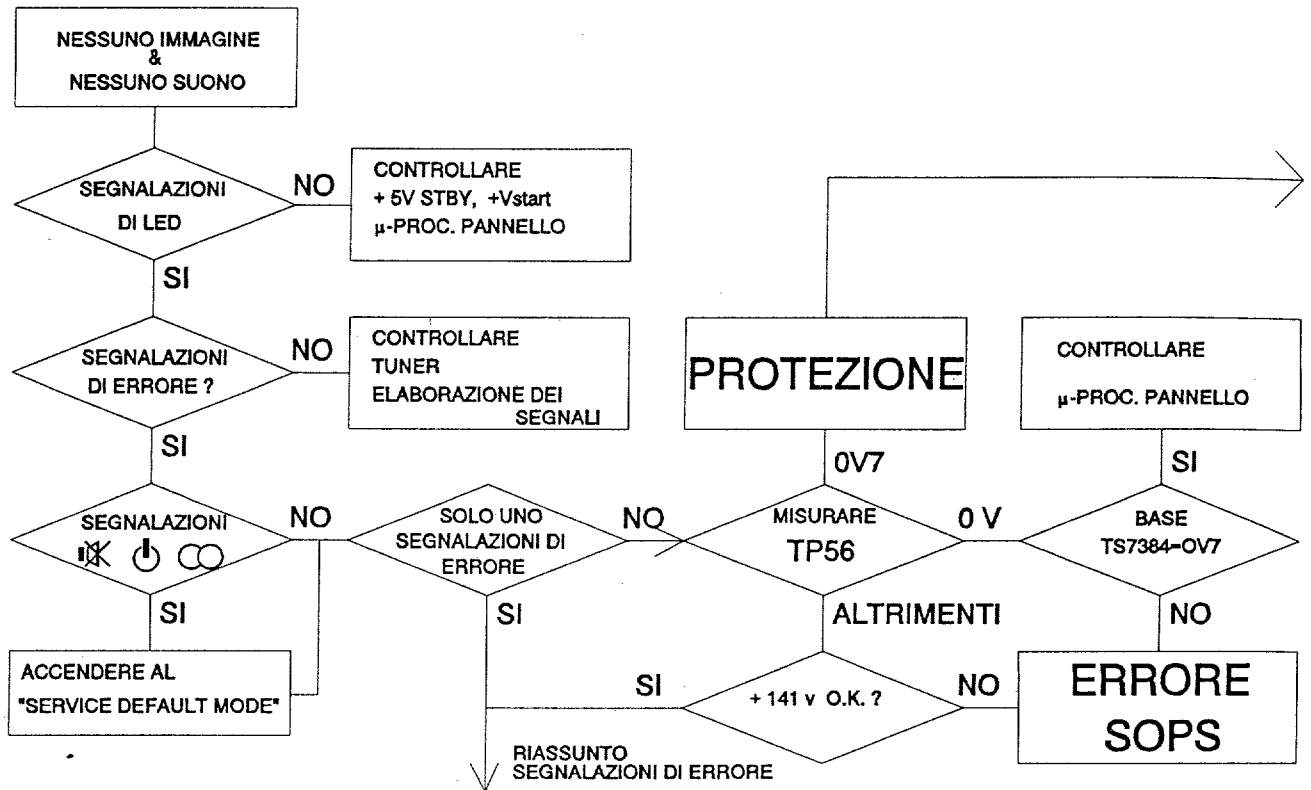 NESSUNO IMMAGINE
&
NESSUNO SUONO
SEGNALAZIONI
DI LED
NO
CONTROLLARE
+ 5V STBY, +Vstart
µ-PROC. PANNELLO
SI
SEGNALAZIONI
DI ERRORE ?
NO
CONTROLLARE
TUNER
ELABORAZIONE DEI
SEGNALI
PROTEZIONE
CONTROLLARE
µ-PROC. PANNELLO
SI
0V7
SI
SEGNALAZIONI
NO
SOLO UNO
SEGNALAZIONI DI
ERRORE
NO
MISURARE
TP56
0 V
BASE
TS7384=OV7
SI
SI
ALTRIMENTI
NO
ACCENDERE AL
"SERVICE DEFAULT MODE"
SI
+ 141 v O.K. ?
NO
ERRORE
SOPS
RIASSUNTO
SEGNALAZIONI DI ERRORE